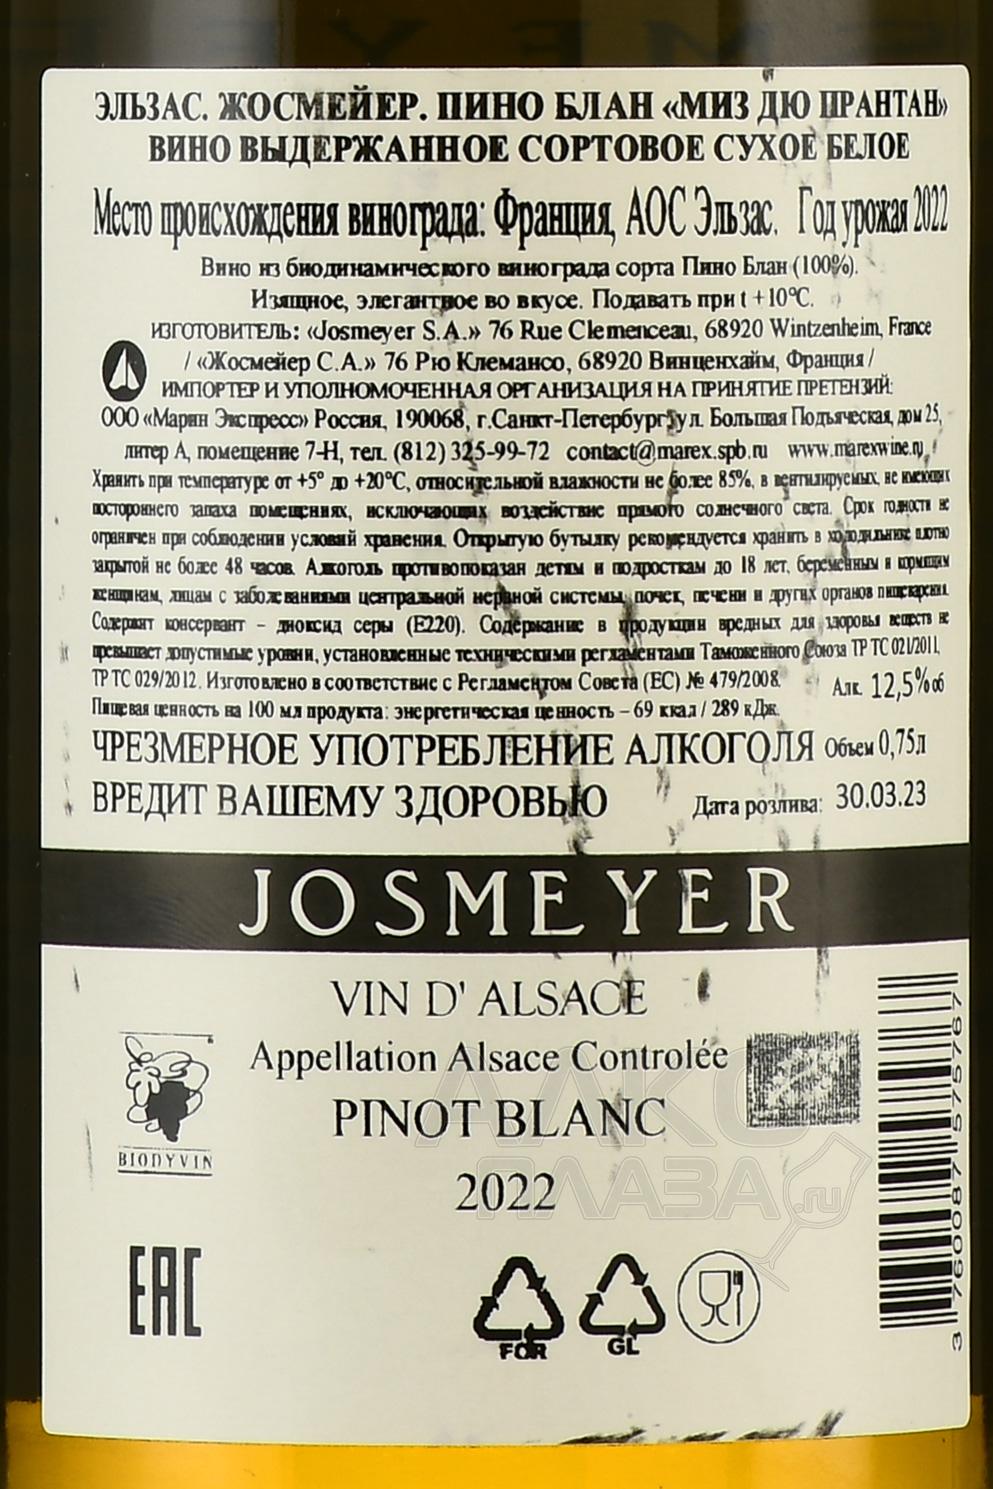 ЭЛЬЗАС. ЖОСМЕЙЕР. ПИНО БЛАН «МИЗ ДЮ ПРАНТАН»
ВИНО ВЫДЕРЖАННОЕ СОРТОВОЕ СУХОЕ БЕЛОЕ
Место происхождения винограда: Франция, АОС Эльзас. Год урожая 2022
Вино из биодинамического винограда сорта Пино Блан (100%).
Изящное, элегантное во вкусе. Подавать при t +10°C.
ИЗГОТОВИТЕЛЬ: «Josmeyer S.A.» 76 Rue Clemenceau, 68920 Wintzenheim, France
/ «Жосмейер С.А.» 76 Рю Клемансо, 68920 Винценхайм, Франция /
ИМПОРТЕР И УПОЛНОМОЧЕННАЯ ОРГАНИЗАЦИЯ НА ПРИНЯТИЕ ПРЕТЕНЗИЙ:
ООО «Марин Экспресс» Россия, 190068, г.Санкт-Петербург, ул. Большая Подъяческая, дом 25,
литер А, помещение 7-Н, тел. (812) 325-99-72 contact@marex.spb.ru www.marexwine.ru
Хранить при температуре от +5° до +20°C, относительной влажности не более 85%, в вентилируемых, не имеющих
постороннего запаха помещениях, исключающих воздействие прямого солнечного света. Срок годности не
ограничен при соблюдении условий хранения. Открытую бутылку рекомендуется хранить в холодильнике плотно
закрытой не более 48 часов. Алкоголь противопоказан детям и подросткам до 18 лет, беременным и кормящим
женщинам, лицам с заболеваниями центральной нервной системы, почек, печени и других органов пищеварения.
Содержит консервант – диоксид серы (Е220). Содержание в продукции вредных для здоровья веществ не
превышает допустимые уровни, установленные техническими регламентами Таможенного Союза ТР ТС 021/2011,
ТР ТС 029/2012. Изготовлено в соответствие с Регламентом Совета (ЕС) № 479/2008. Алк. 12,5%об
Пищевая ценность на 100 мл продукта: энергетическая ценность – 69 ккал / 289 кДж.
ЧРЕЗМЕРНОЕ УПОТРЕБЛЕНИЕ АЛКОГОЛЯ Объем 0,75л
ВРЕДИТ ВАШЕМУ ЗДОРОВЬЮ Дата розлива: 30.03.23
JOSMEYER
VIN D' ALSACE
Appellation Alsace Controlée
PINOT BLANC
2022
BIODYVIN
EAC
FOR
GL
3 760087 575767
АЛКО
ПЛАЗА.ru